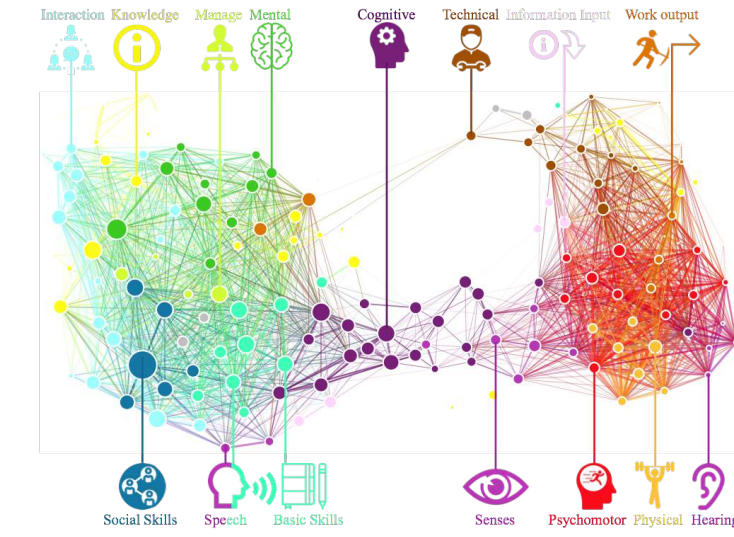 Interaction Knowledge Manage Mental Cognitive Technical Information Input Work output
Social Skills Speech Basic Skills Senses Psychomotor Physical Hearing